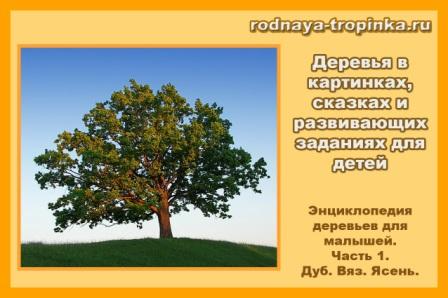 rodnaya-tropinka.ru
Деревья в
картинках,
сказках и
развивающих
заданиях для
детей
Энциклопедия
деревьев для
малышей.
Часть 1.
Дуб. Вяз. Ясень.